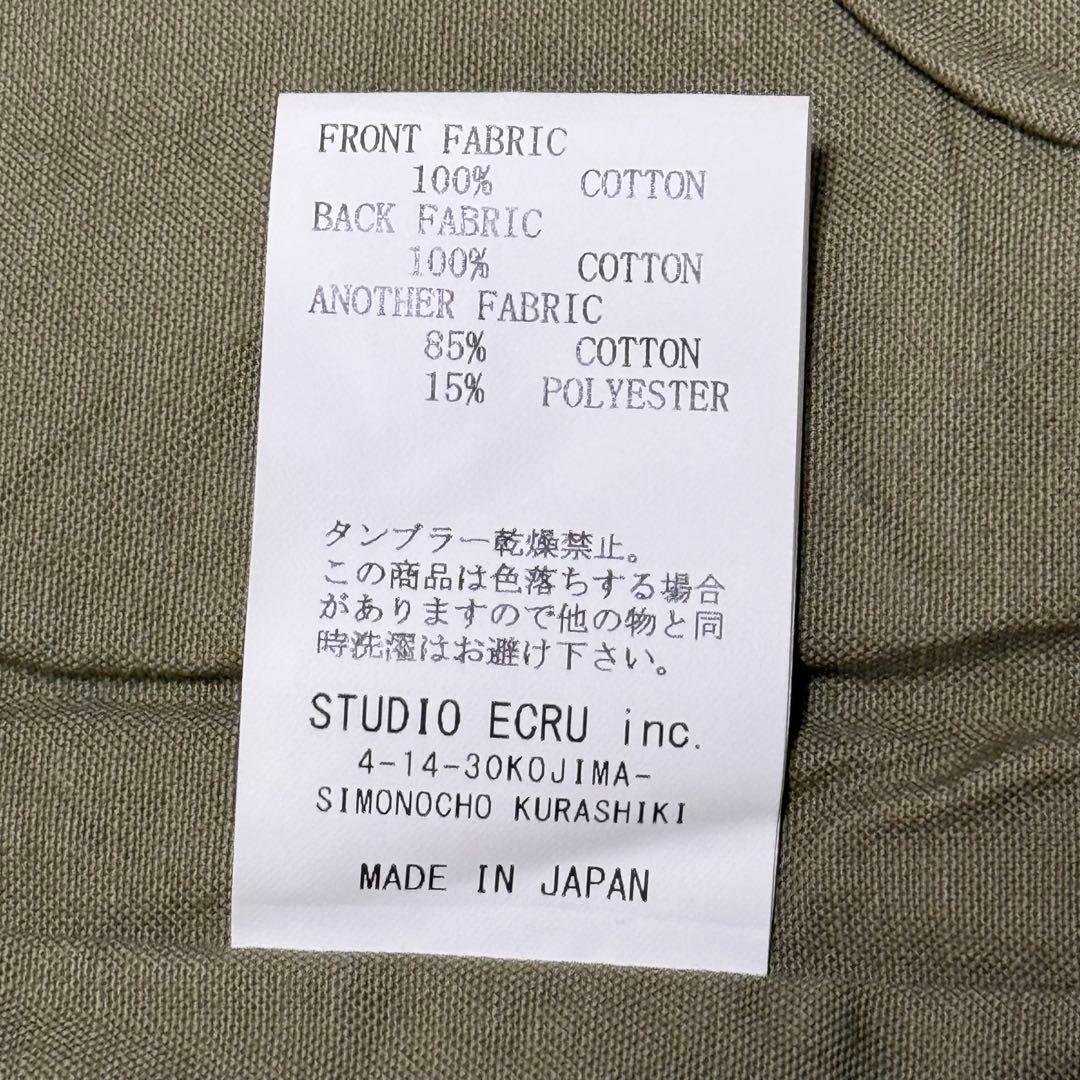 FRONT FABRIC
100% COTTON
BACK FABRIC
100% COTTON
ANOTHER FABRIC
85% COTTON
15% POLYESTER
タンブラー乾燥禁止。
この商品は色落ちする場合
がありますので他の物と同
時洗濯はお避け下さい。
STUDIO ECRU inc.
4-14-30KOJIMA-
SIMONOCHO KURASHIKI
MADE IN JAPAN